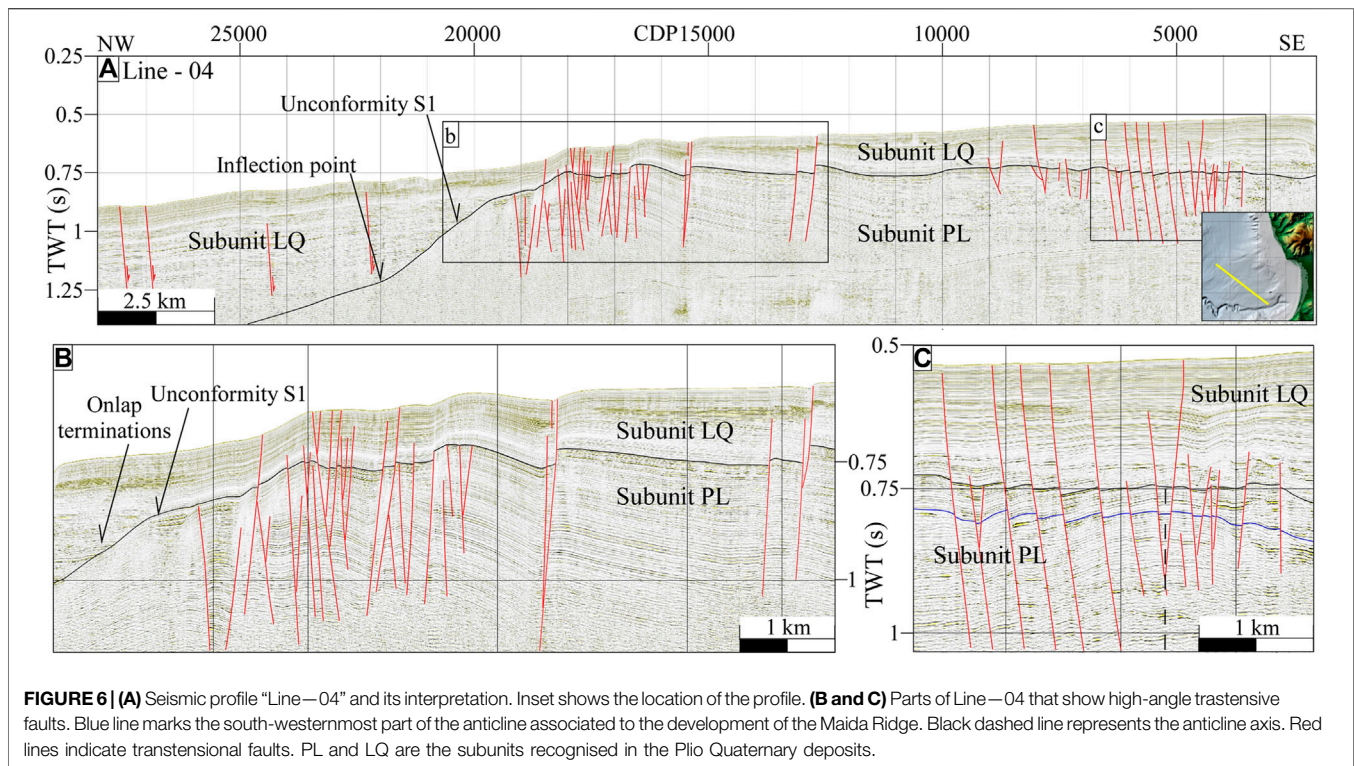 25000 20000 CDP15000 10000 5000
NW SE
0.25
0.5
0.75
1
1.25
TWT (s)
A Line - 04
Unconformity S1
Inflection point
b
c
Subunit LQ
Subunit LQ
Subunit PL
2.5 km
B
Onlap
terminations
Unconformity S1
Subunit LQ
Subunit PL
0.75
1
1 km
C
0.5
0.75
1
TWT (s)
Subunit LQ
Subunit PL
1 km
FIGURE 6 | (A) Seismic profile “Line—04” and its interpretation. Inset shows the location of the profile. (B and C) Parts of Line—04 that show high-angle trastensive
faults. Blue line marks the south-westernmost part of the anticline associated to the development of the Maida Ridge. Black dashed line represents the anticline axis. Red
lines indicate transtensional faults. PL and LQ are the subunits recognised in the Plio Quaternary deposits.